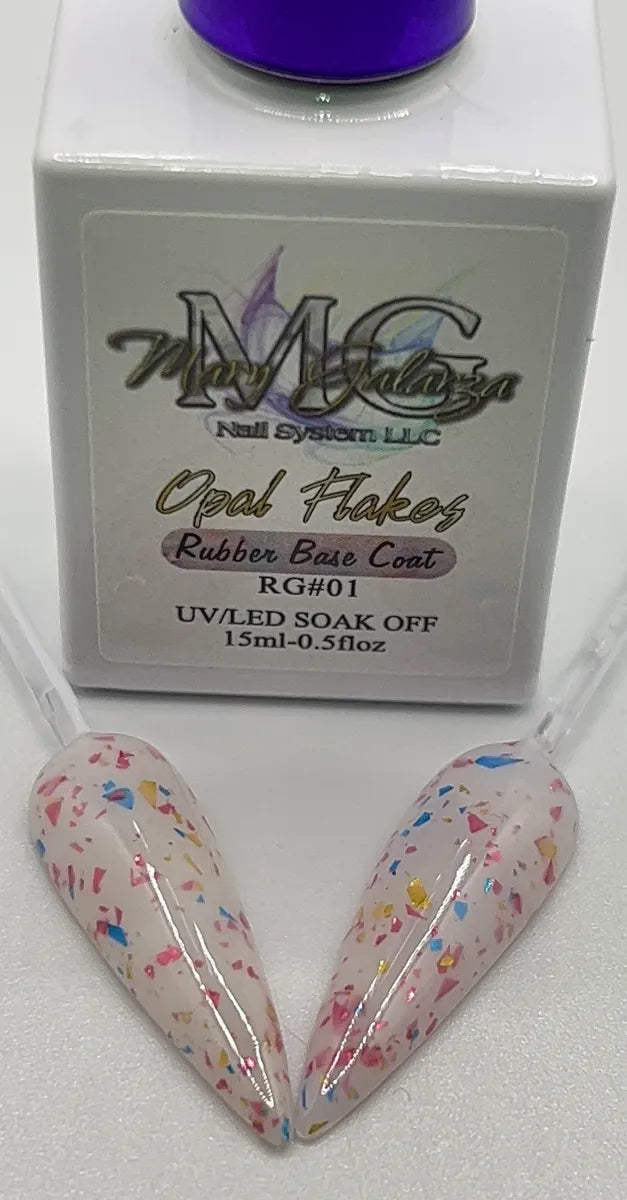 MG
Mary Galarza
Nail System LLC
Opal Flakes
Rubber Base Coat
RG#01
UV/LED SOAK OFF
15ml-0.5floz